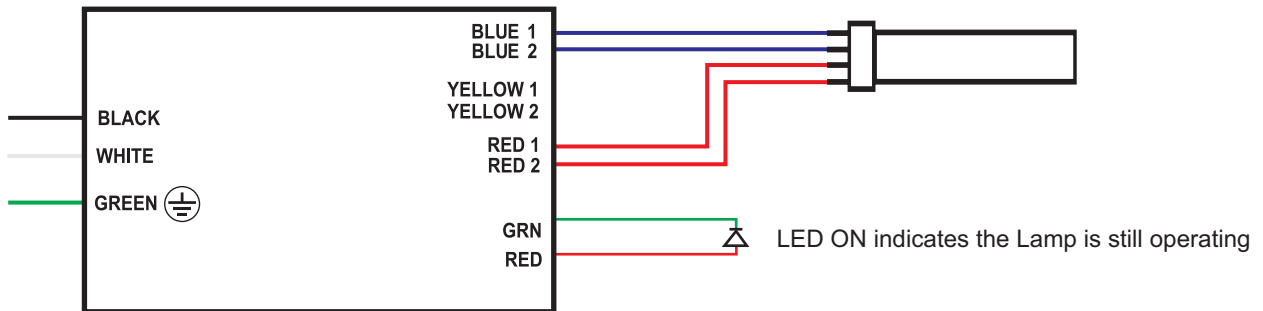 BLACK
WHITE
GREEN
BLUE 1
BLUE 2
YELLOW 1
YELLOW 2
RED 1
RED 2
GRN
RED
LED ON indicates the Lamp is still operating